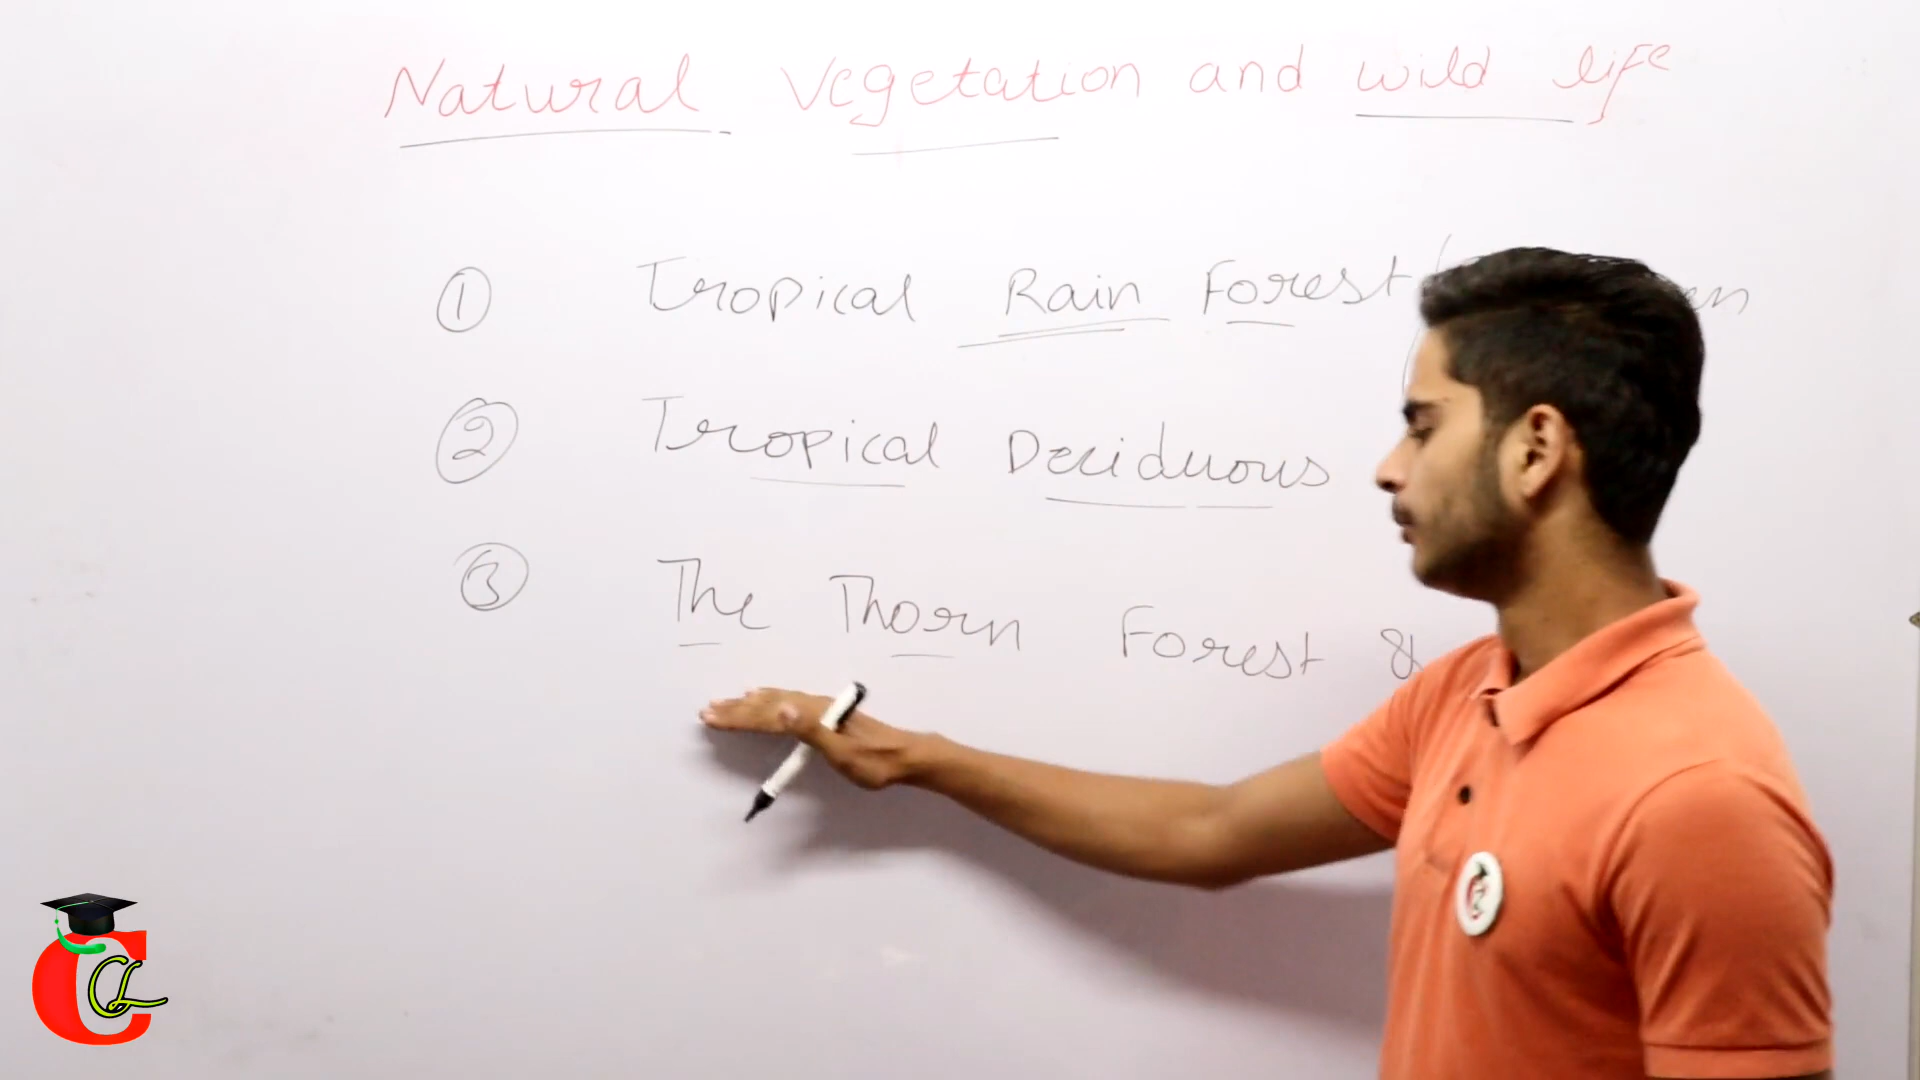 Natural Vegetation and wild life
① Tropical Rain Forest
② Tropical Deciduous
③ The Thorn Forest &